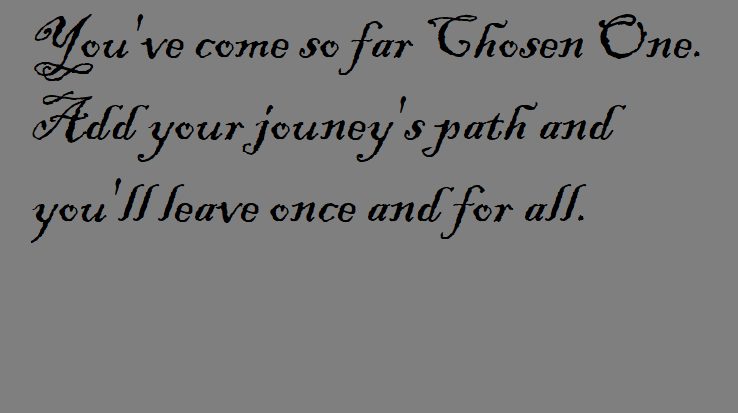 You've come so far Chosen One.
Add your jouney's path and
you'll leave once and for all.